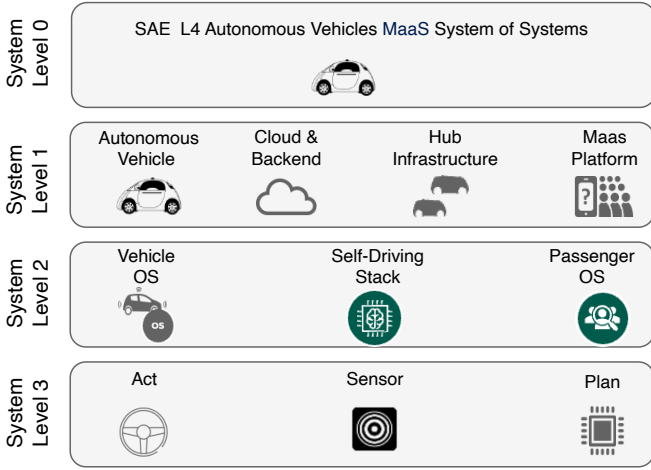 System
Level 0
SAE L4 Autonomous Vehicles MaaS System of Systems
System
Level 1
Autonomous
Vehicle
Cloud &
Backend
Hub
Infrastructure
Maas
Platform
?
System
Level 2
Vehicle
OS
OS
Self-Driving
Stack
Passenger
OS
System
Level 3
Act
Sensor
Plan